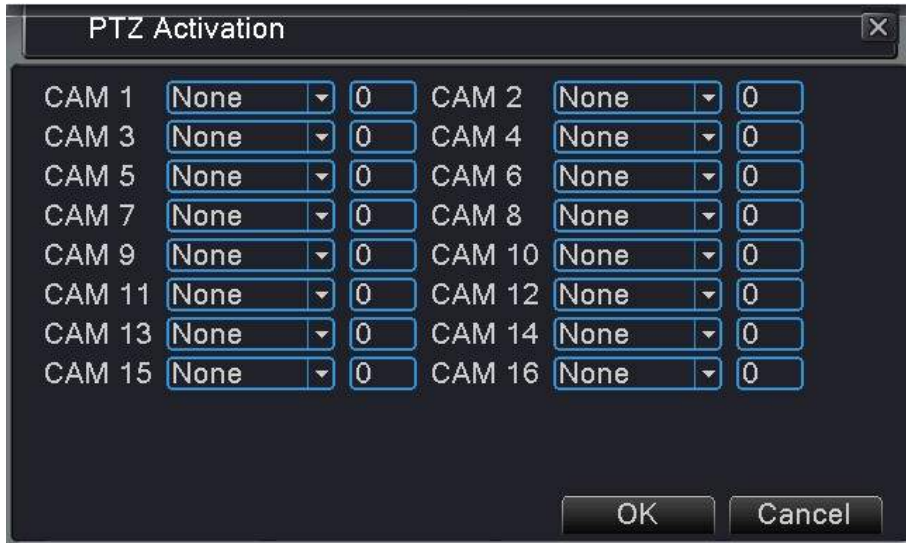 PTZ Activation
CAM 1 None 0 CAM 2 None 0
CAM 3 None 0 CAM 4 None 0
CAM 5 None 0 CAM 6 None 0
CAM 7 None 0 CAM 8 None 0
CAM 9 None 0 CAM 10 None 0
CAM 11 None 0 CAM 12 None 0
CAM 13 None 0 CAM 14 None 0
CAM 15 None 0 CAM 16 None 0
OK Cancel